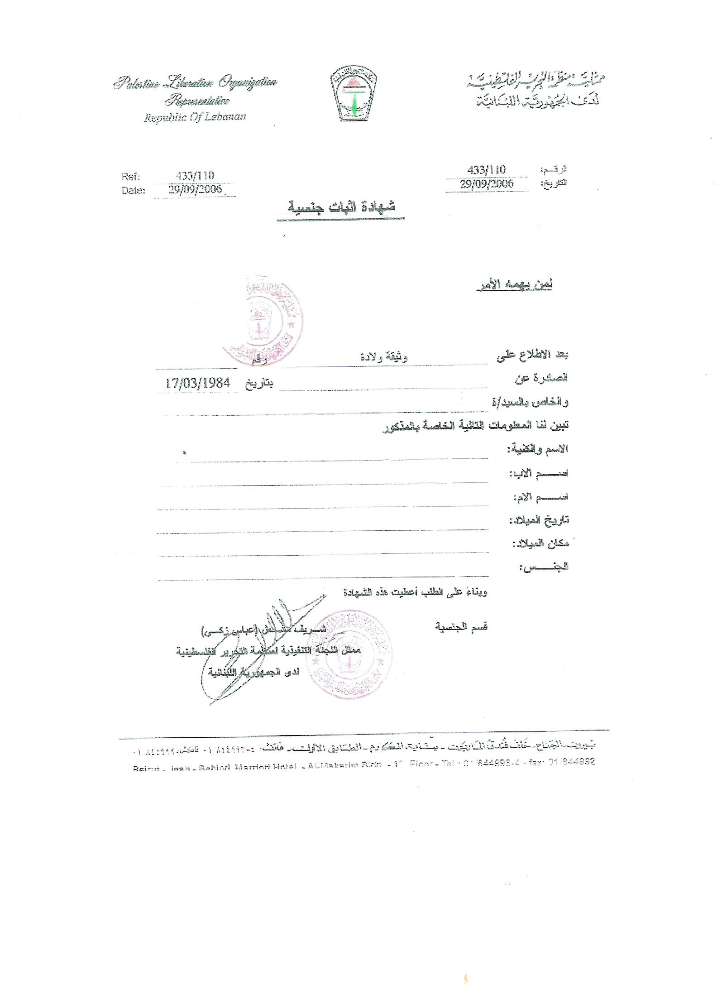 Palestine Liberation Organization
Representative
Republic Of Lebanon
ممثلية منظمة التحرير الفلسطينية
لدى الجمهورية اللبنانية
Ref: 433/110
Date: 29/09/2006
الرقم: 433/110
التاريخ: 29/09/2006
شهادة اثبات جنسية
لمن يهمه الأمر
بعد الاطلاع على وثيقة ولادة رقم
الصادرة عن بتاريخ 17/03/1984
والخاص بالسيد/ة
تبين لنا المعلومات التالية الخاصة بالمذكور
الاسم والكنية:
اســـم الاب:
اســـم الام:
تاريخ الميلاد:
مكان الميلاد:
الجنــــس:
وبناءً على الطلب أعطيت هذه الشهادة
قسم الجنسية
شــريف مشــعل (عباس زكــي)
ممثل اللجنة التنفيذية لمنظمة التحرير الفلسطينية
لدى الجمهورية اللبنانية
بيروت - الجناح - خلف فندق الماريوت - بناية المكارم - الطابق الاول - هاتف: ٤-٠١/٨٤٤٩٩٣ فاكس: ٠١/٨٤٤٩٩٢
Beirut - Jnah - Behind Marriott Hotel - Al-Makarim Bldg. - Floor - Tel.: 01/844993-4 - fax: 01/844992